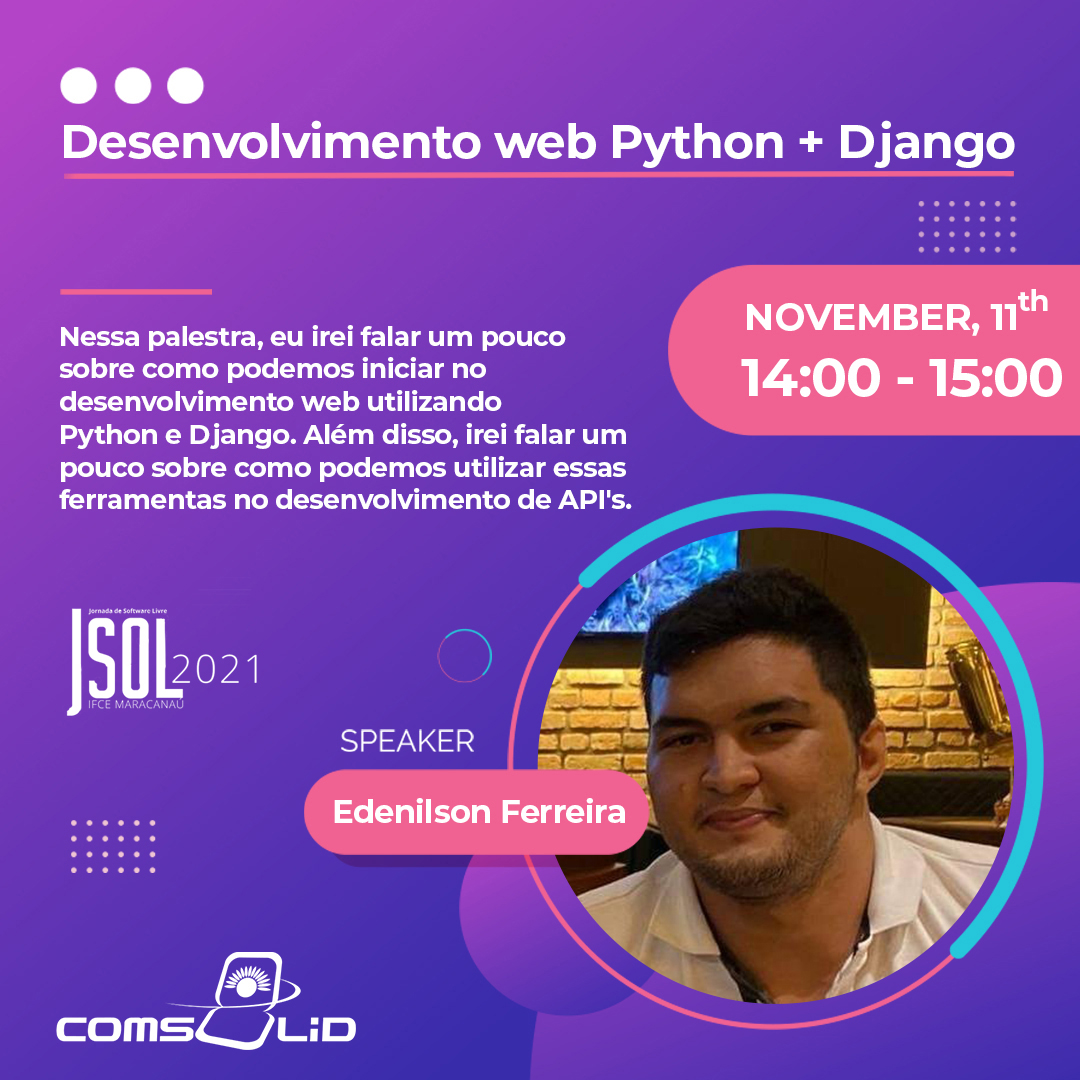 Desenvolvimento web Python + Django
NOVEMBER, 11th
14:00 - 15:00
Nessa palestra, eu irei falar um pouco
sobre como podemos iniciar no
desenvolvimento web utilizando
Python e Django. Além disso, irei falar um
pouco sobre como podemos utilizar essas
ferramentas no desenvolvimento de API's.
Jornada de Software Livre
JSOL 2021
IFCE MARACANAÚ
SPEAKER
Edenilson Ferreira
COMSOLiD